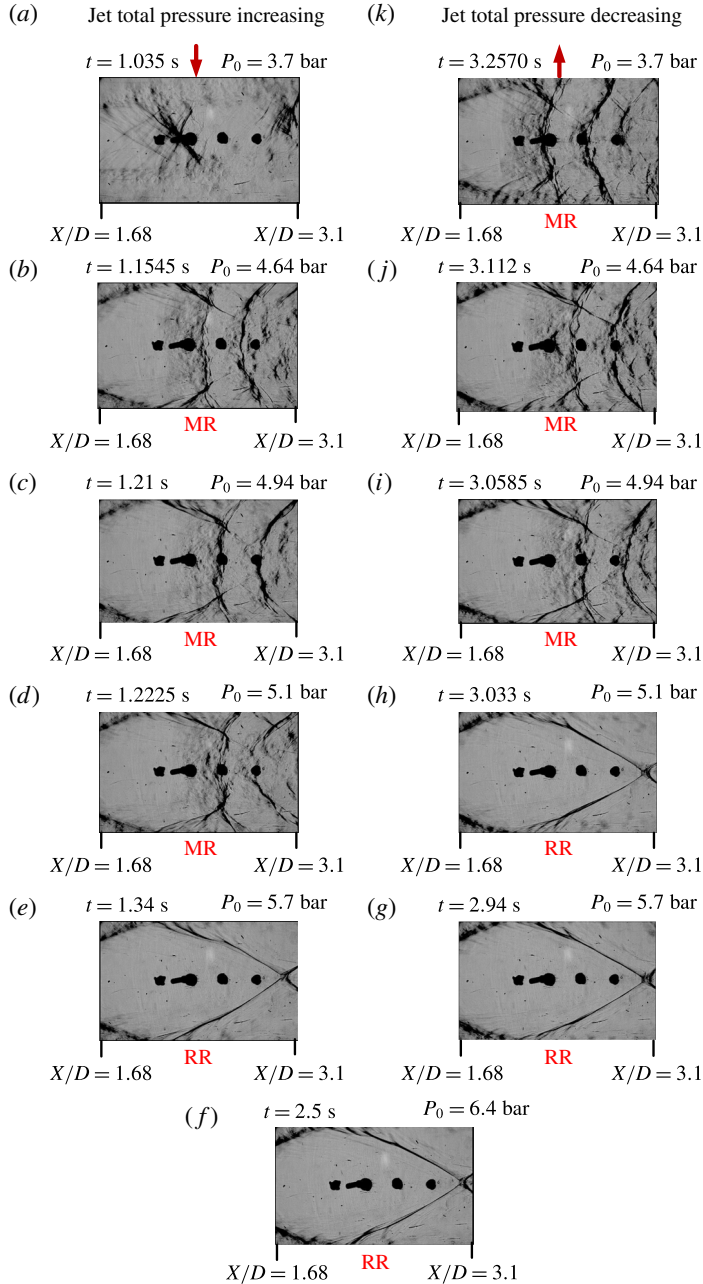 (a) Jet total pressure increasing
t = 1.035 s P₀ = 3.7 bar
X/D = 1.68 X/D = 3.1
(k) Jet total pressure decreasing
t = 3.2570 s P₀ = 3.7 bar
MR
X/D = 1.68 X/D = 3.1
(b) t = 1.1545 s P₀ = 4.64 bar
MR
X/D = 1.68 X/D = 3.1
(j) t = 3.112 s P₀ = 4.64 bar
MR
X/D = 1.68 X/D = 3.1
(c) t = 1.21 s P₀ = 4.94 bar
MR
X/D = 1.68 X/D = 3.1
(i) t = 3.0585 s P₀ = 4.94 bar
MR
X/D = 1.68 X/D = 3.1
(d) t = 1.2225 s P₀ = 5.1 bar
MR
X/D = 1.68 X/D = 3.1
(h) t = 3.033 s P₀ = 5.1 bar
RR
X/D = 1.68 X/D = 3.1
(e) t = 1.34 s P₀ = 5.7 bar
RR
X/D = 1.68 X/D = 3.1
(g) t = 2.94 s P₀ = 5.7 bar
RR
X/D = 1.68 X/D = 3.1
(f) t = 2.5 s P₀ = 6.4 bar
RR
X/D = 1.68 X/D = 3.1